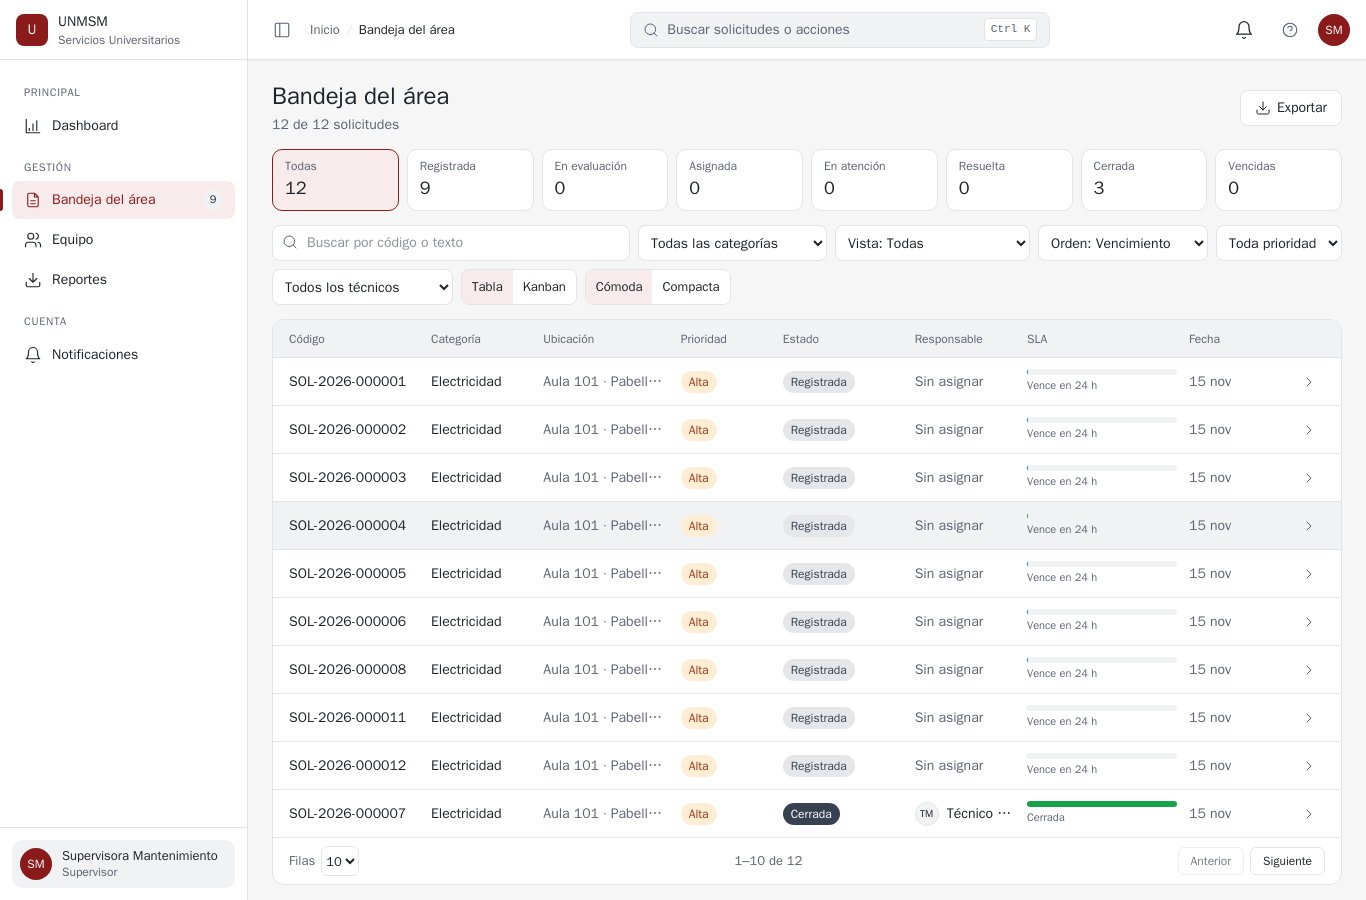 U
UNMSM
Servicios Universitarios
Inicio / Bandeja del área
Buscar solicitudes o acciones
Ctrl K
SM
PRINCIPAL
Dashboard
GESTIÓN
Bandeja del área 9
Equipo
Reportes
CUENTA
Notificaciones
SM
Supervisora Mantenimiento
Supervisor
Bandeja del área
12 de 12 solicitudes
Exportar
Todas 12
Registrada 9
En evaluación 0
Asignada 0
En atención 0
Resuelta 0
Cerrada 3
Vencidas 0
Buscar por código o texto
Todas las categorías
Vista: Todas
Orden: Vencimiento
Toda prioridad
Todos los técnicos
Tabla Kanban
Cómoda Compacta
Código Categoría Ubicación Prioridad Estado Responsable SLA Fecha
SOL-2026-000001 Electricidad Aula 101 · Pabell… Alta Registrada Sin asignar Vence en 24 h 15 nov
SOL-2026-000002 Electricidad Aula 101 · Pabell… Alta Registrada Sin asignar Vence en 24 h 15 nov
SOL-2026-000003 Electricidad Aula 101 · Pabell… Alta Registrada Sin asignar Vence en 24 h 15 nov
SOL-2026-000004 Electricidad Aula 101 · Pabell… Alta Registrada Sin asignar Vence en 24 h 15 nov
SOL-2026-000005 Electricidad Aula 101 · Pabell… Alta Registrada Sin asignar Vence en 24 h 15 nov
SOL-2026-000006 Electricidad Aula 101 · Pabell… Alta Registrada Sin asignar Vence en 24 h 15 nov
SOL-2026-000008 Electricidad Aula 101 · Pabell… Alta Registrada Sin asignar Vence en 24 h 15 nov
SOL-2026-000011 Electricidad Aula 101 · Pabell… Alta Registrada Sin asignar Vence en 24 h 15 nov
SOL-2026-000012 Electricidad Aula 101 · Pabell… Alta Registrada Sin asignar Vence en 24 h 15 nov
SOL-2026-000007 Electricidad Aula 101 · Pabell… Alta Cerrada TM Técnico … Cerrada 15 nov
Filas 10
1–10 de 12
Anterior Siguiente